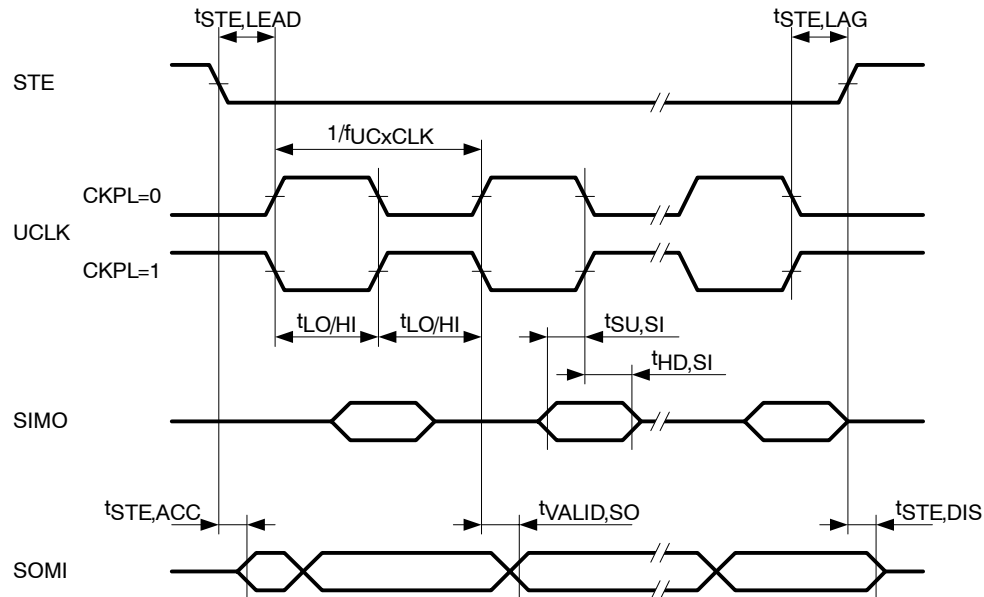 tSTE,LEAD
tSTE,LAG
STE
1/fUCxCLK
CKPL=0
UCLK
CKPL=1
tLO/HI
tLO/HI
tSU,SI
tHD,SI
SIMO
tSTE,ACC
tVALID,SO
tSTE,DIS
SOMI